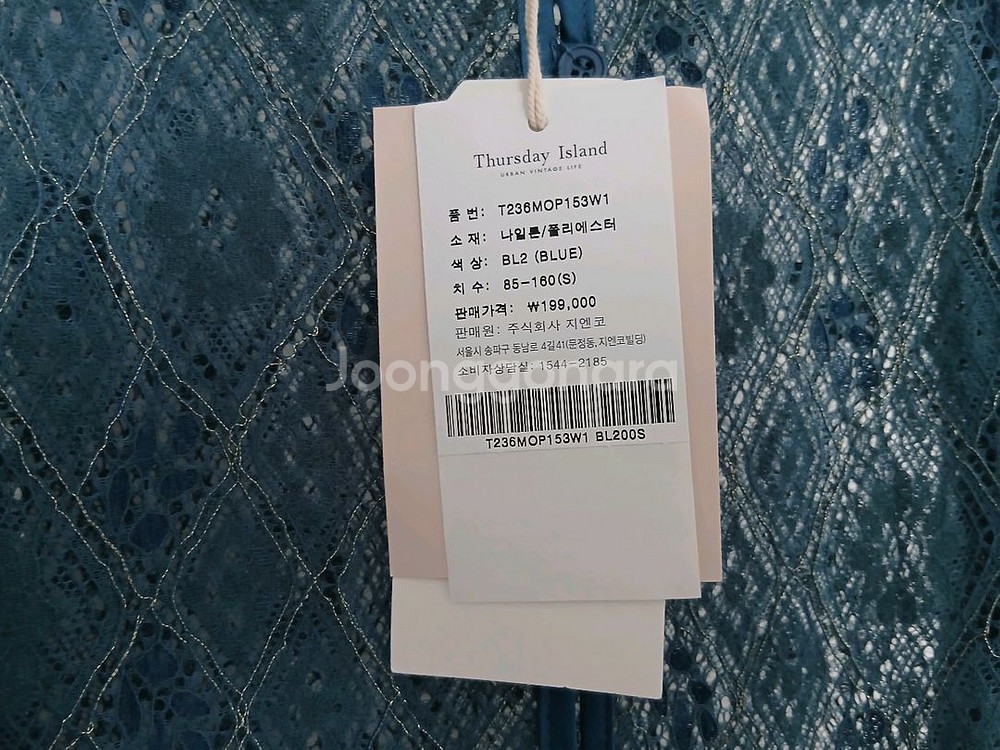 Thursday Island
URBAN VINTAGE LIFE
품 번: T236MOP153W1
소 재: 나일론/폴리에스터
색 상: BL2 (BLUE)
치 수: 85-160(S)
판매가격: ₩199,000
판매원: 주식회사 지엔코
서울시 송파구 동남로 4길41(문정동, 지엔코빌딩)
소비자상담실: 1544-2185
Joonggonara
T236MOP153W1 BL200S